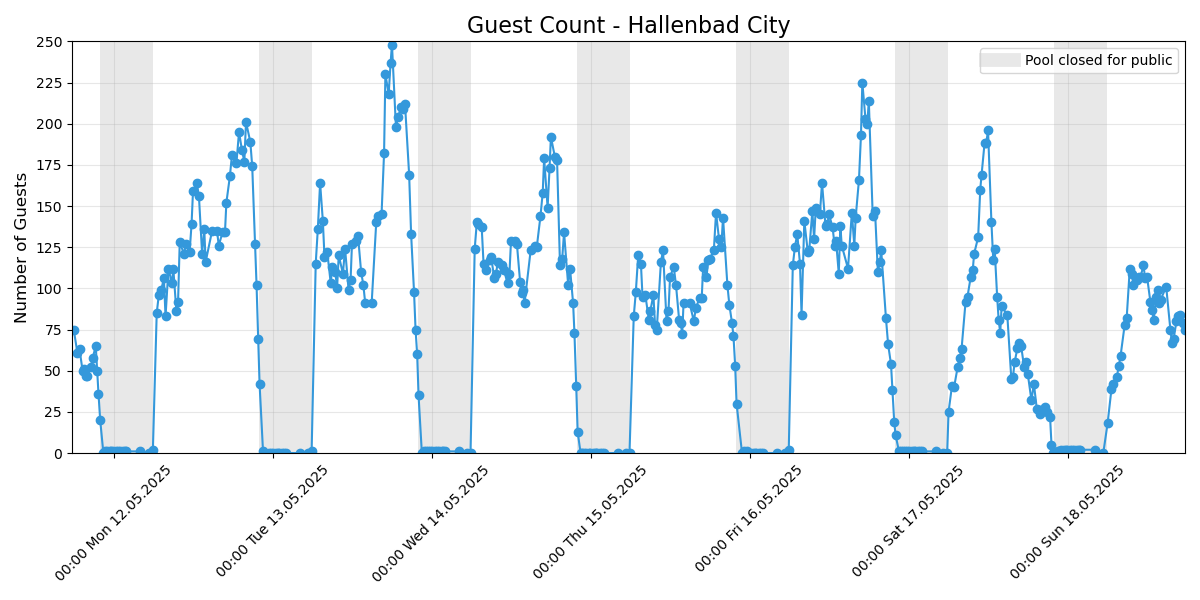 Guest Count - Hallenbad City
Pool closed for public
Number of Guests
250
225
200
175
150
125
100
75
50
25
0
00:00 Mon 12.05.2025
00:00 Tue 13.05.2025
00:00 Wed 14.05.2025
00:00 Thu 15.05.2025
00:00 Fri 16.05.2025
00:00 Sat 17.05.2025
00:00 Sun 18.05.2025